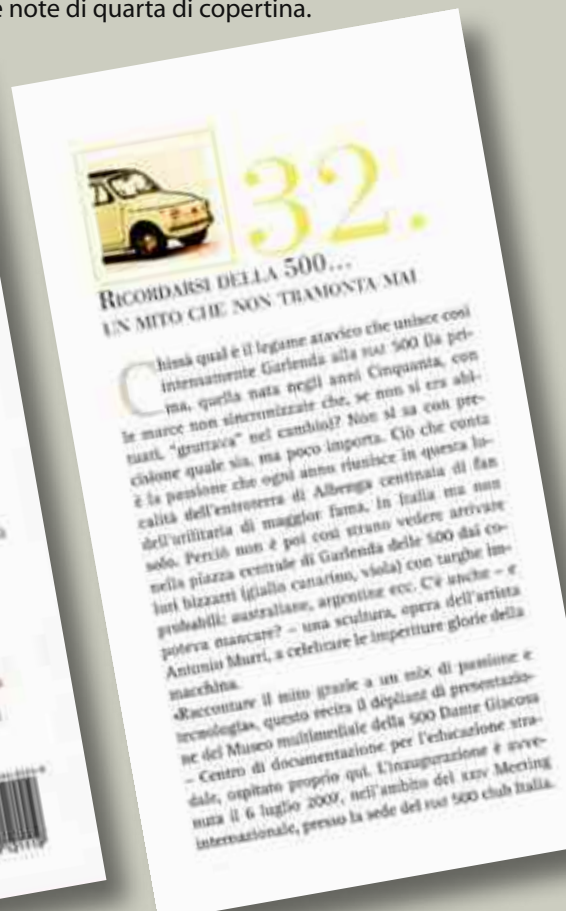 e note di quarta di copertina.
32.
RICORDARSI DELLA 500...
UN MITO CHE NON TRAMONTA MAI
Chissà qual è il legame atavico che unisce così
intensamente Garlenda alla FIAT 500 (la pri-
ma, quella nata negli anni Cinquanta, con
le marce non sincronizzate che, se non si era abi-
tuati, "grattava" nel cambio)? Non si sa con pre-
cisione quale sia, ma poco importa. Ciò che conta
è la passione che ogni anno riunisce in questa lo-
calità dell'entroterra di Albenga centinaia di fan
dell'utilitaria di maggior fama, in Italia ma non
solo. Perciò non è poi così strano vedere arrivare
nella piazza centrale di Garlenda delle 500 dai co-
lori bizzarri (giallo canarino, viola) con targhe im-
probabili: australiane, argentine ecc. C'è anche – e
poteva mancare? – una scultura, opera dell'artista
Antonio Murri, a celebrare le imperiture glorie della
macchina.
«Raccontare il mito grazie a un mix di passione e
tecnologia», questo recita il dépliant di presentazio-
ne del Museo multimediale della 500 Dante Giacosa
– Centro di documentazione per l'educazione stra-
dale, ospitato proprio qui. L'inaugurazione è avve-
nuta il 6 luglio 2007, nell'ambito del XXIV Meeting
internazionale, presso la sede del FIAT 500 club Italia.